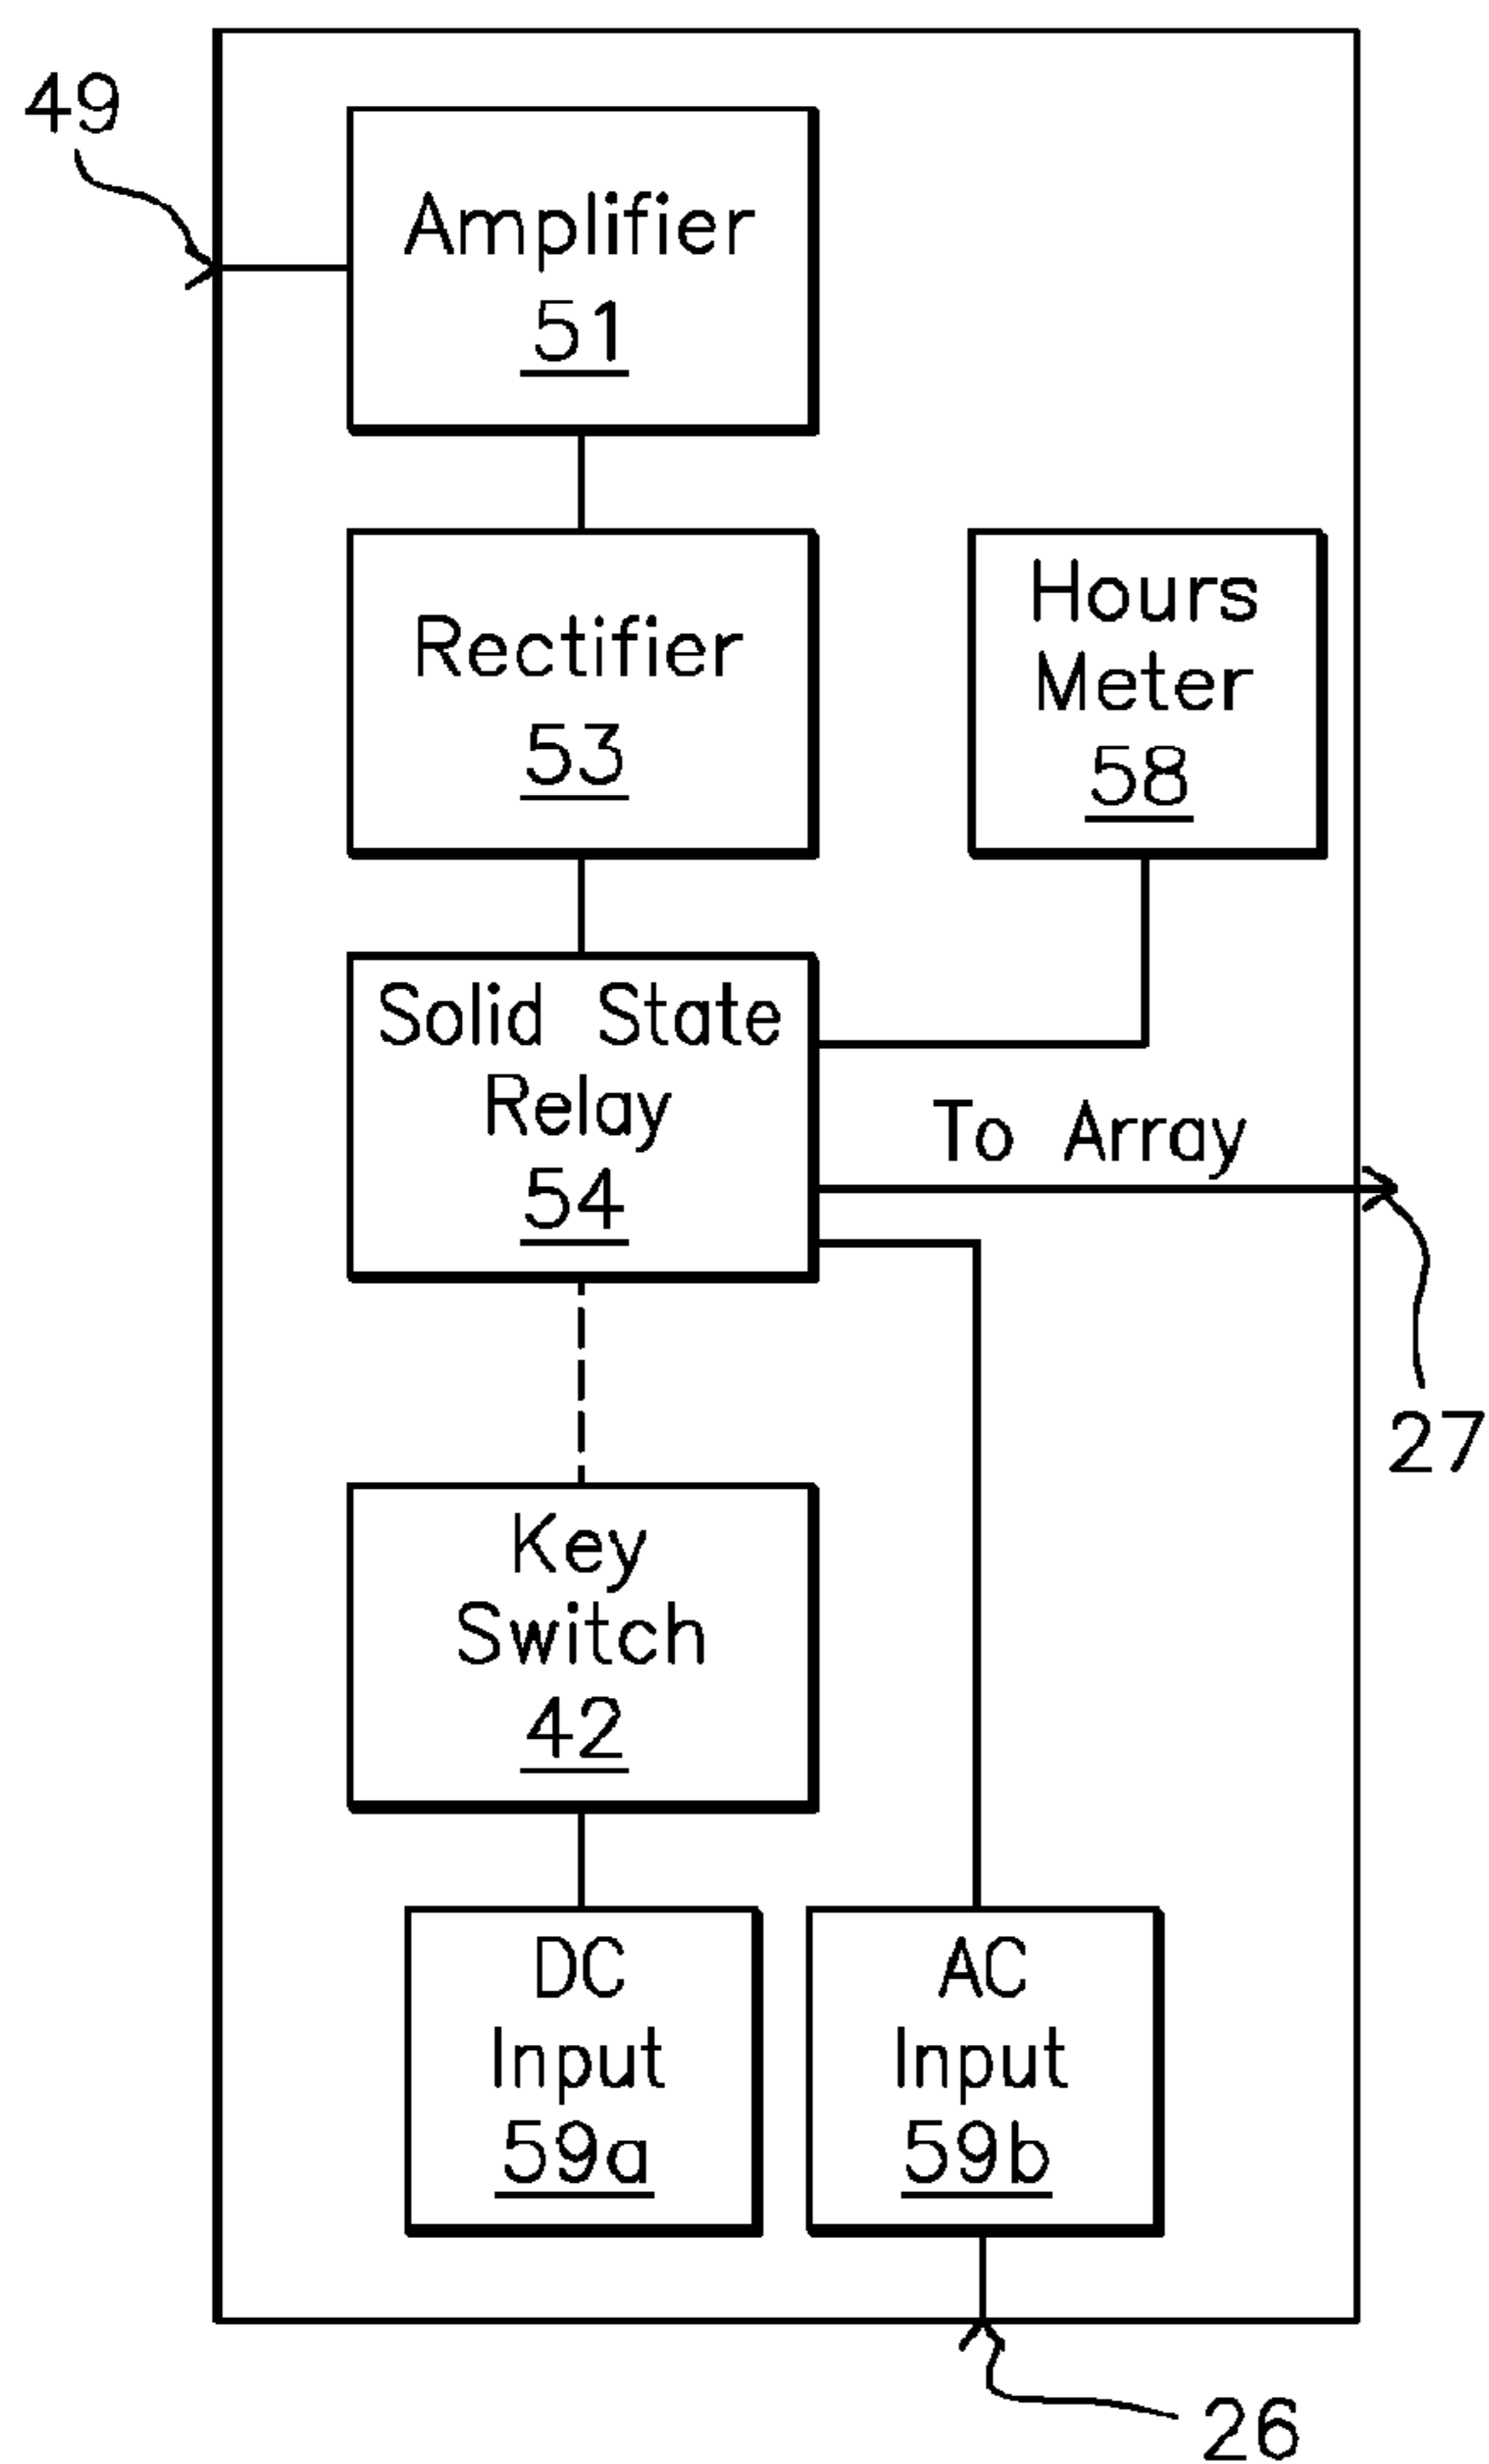 49
Amplifier
51
Rectifier
53
Hours
Meter
58
Solid State
Relay
54
To Array
27
Key
Switch
42
DC
Input
59a
AC
Input
59b
26